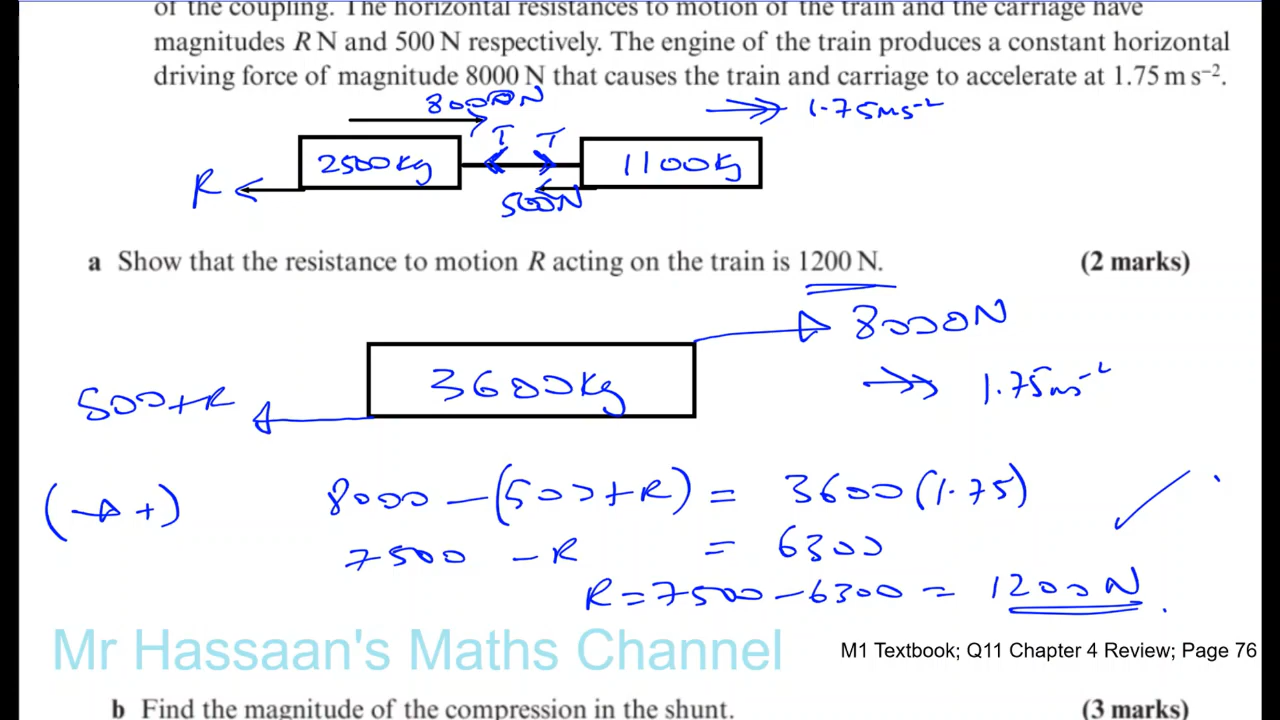 of the coupling. The horizontal resistances to motion of the train and the carriage have
magnitudes R N and 500 N respectively. The engine of the train produces a constant horizontal
driving force of magnitude 8000 N that causes the train and carriage to accelerate at 1.75 m s⁻².
8000N
1.75ms⁻²
T T
2500kg 1100kg
R
500N
a Show that the resistance to motion R acting on the train is 1200 N. (2 marks)
8000N
3600kg
1.75ms⁻²
500+R
(→ +) 8000 - (500+R) = 3600(1.75)
7500 - R = 6300
R = 7500 - 6300 = 1200N
Mr Hassaan's Maths Channel
M1 Textbook; Q11 Chapter 4 Review; Page 76
b Find the magnitude of the compression in the shunt. (3 marks)